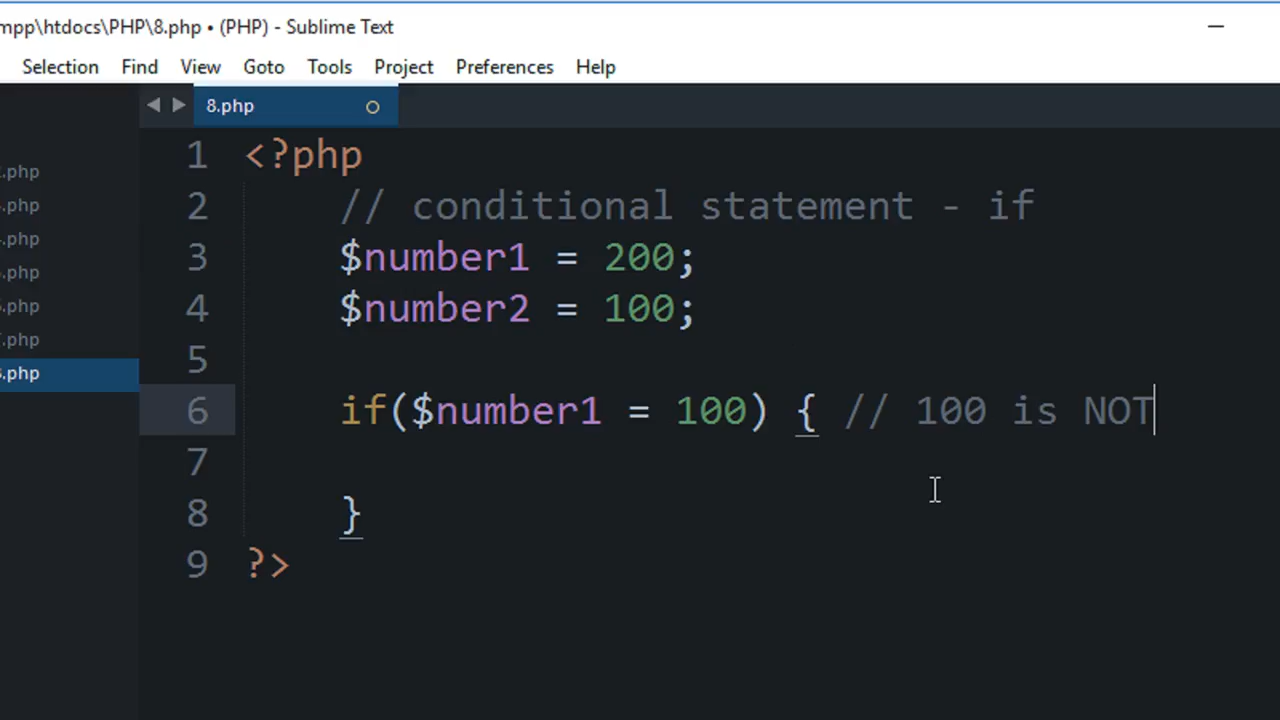 mpp\htdocs\PHP\8.php • (PHP) - Sublime Text
Selection Find View Goto Tools Project Preferences Help
8.php
.php
.php
.php
.php
.php
.php
.php
1 <?php
2 // conditional statement - if
3 $number1 = 200;
4 $number2 = 100;
5
6 if($number1 = 100) { // 100 is NOT
7
8 }
9 ?>